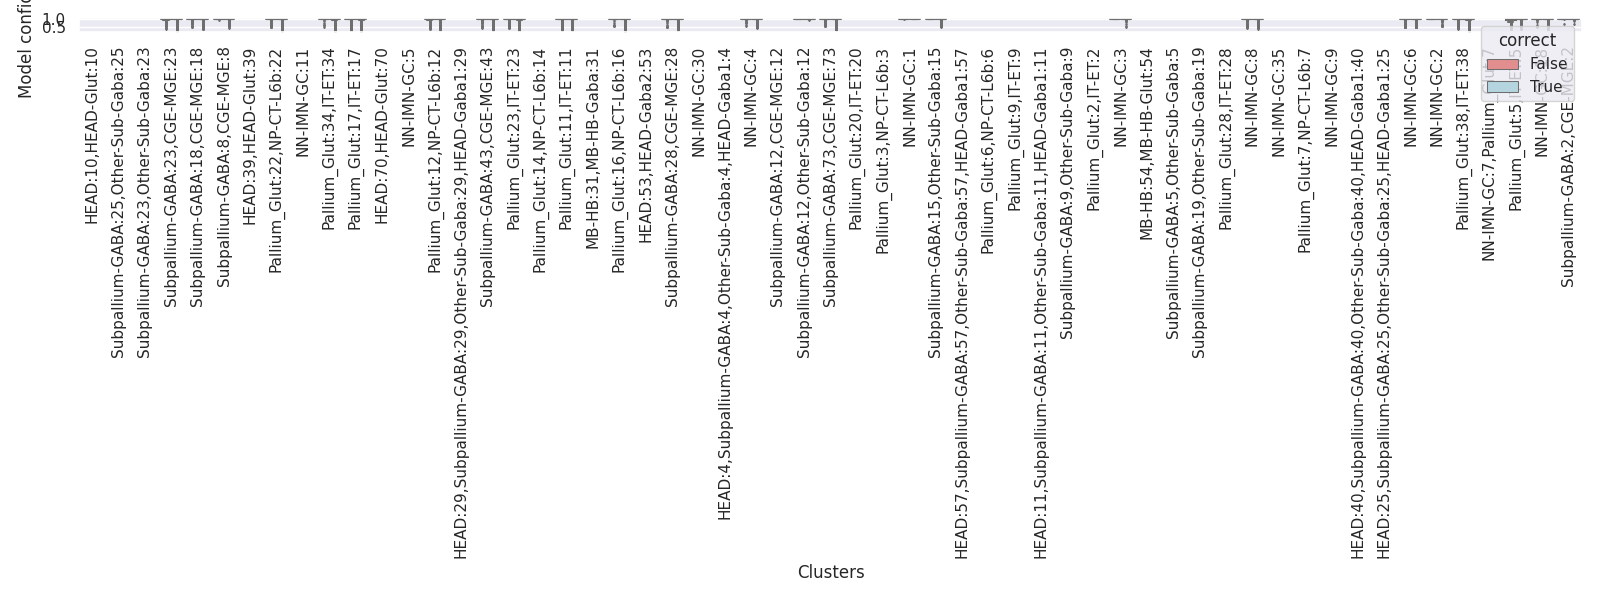 Model confi
1.0
0.5
HEAD:10,HEAD-Glut:10
Subpallium-GABA:25,Other-Sub-Gaba:25
Subpallium-GABA:23,Other-Sub-Gaba:23
Subpallium-GABA:23,CGE-MGE:23
Subpallium-GABA:18,CGE-MGE:18
Subpallium-GABA:8,CGE-MGE:8
HEAD:39,HEAD-Glut:39
Pallium_Glut:22,NP-CT-L6b:22
NN-IMN-GC:11
Pallium_Glut:34,IT-ET:34
Pallium_Glut:17,IT-ET:17
HEAD:70,HEAD-Glut:70
NN-IMN-GC:5
Pallium_Glut:12,NP-CT-L6b:12
HEAD:29,Subpallium-GABA:29,Other-Sub-Gaba:29,HEAD-Gaba1:29
Subpallium-GABA:43,CGE-MGE:43
Pallium_Glut:23,IT-ET:23
Pallium_Glut:14,NP-CT-L6b:14
Pallium_Glut:11,IT-ET:11
MB-HB:31,MB-HB-Gaba:31
Pallium_Glut:16,NP-CT-L6b:16
HEAD:53,HEAD-Gaba2:53
Subpallium-GABA:28,CGE-MGE:28
NN-IMN-GC:30
HEAD:4,Subpallium-GABA:4,Other-Sub-Gaba:4,HEAD-Gaba1:4
NN-IMN-GC:4
Subpallium-GABA:12,CGE-MGE:12
Subpallium-GABA:12,Other-Sub-Gaba:12
Subpallium-GABA:73,CGE-MGE:73
Pallium_Glut:20,IT-ET:20
Pallium_Glut:3,NP-CT-L6b:3
NN-IMN-GC:1
Subpallium-GABA:15,Other-Sub-Gaba:15
HEAD:57,Subpallium-GABA:57,Other-Sub-Gaba:57,HEAD-Gaba1:57
Pallium_Glut:6,NP-CT-L6b:6
Pallium_Glut:9,IT-ET:9
HEAD:11,Subpallium-GABA:11,Other-Sub-Gaba:11,HEAD-Gaba1:11
Subpallium-GABA:9,Other-Sub-Gaba:9
Pallium_Glut:2,IT-ET:2
NN-IMN-GC:3
MB-HB:54,MB-HB-Glut:54
Subpallium-GABA:5,Other-Sub-Gaba:5
Subpallium-GABA:19,Other-Sub-Gaba:19
Pallium_Glut:28,IT-ET:28
NN-IMN-GC:8
NN-IMN-GC:35
Pallium_Glut:7,NP-CT-L6b:7
NN-IMN-GC:9
HEAD:40,Subpallium-GABA:40,Other-Sub-Gaba:40,HEAD-Gaba1:40
HEAD:25,Subpallium-GABA:25,Other-Sub-Gaba:25,HEAD-Gaba1:25
NN-IMN-GC:6
NN-IMN-GC:2
Pallium_Glut:38,IT-ET:38
NN-IMN-GC:7,Pallium
Pallium_Glut:5
NN-IMN
Subpallium-GABA:2,CGE-MGE:2
correct
False
True
Clusters